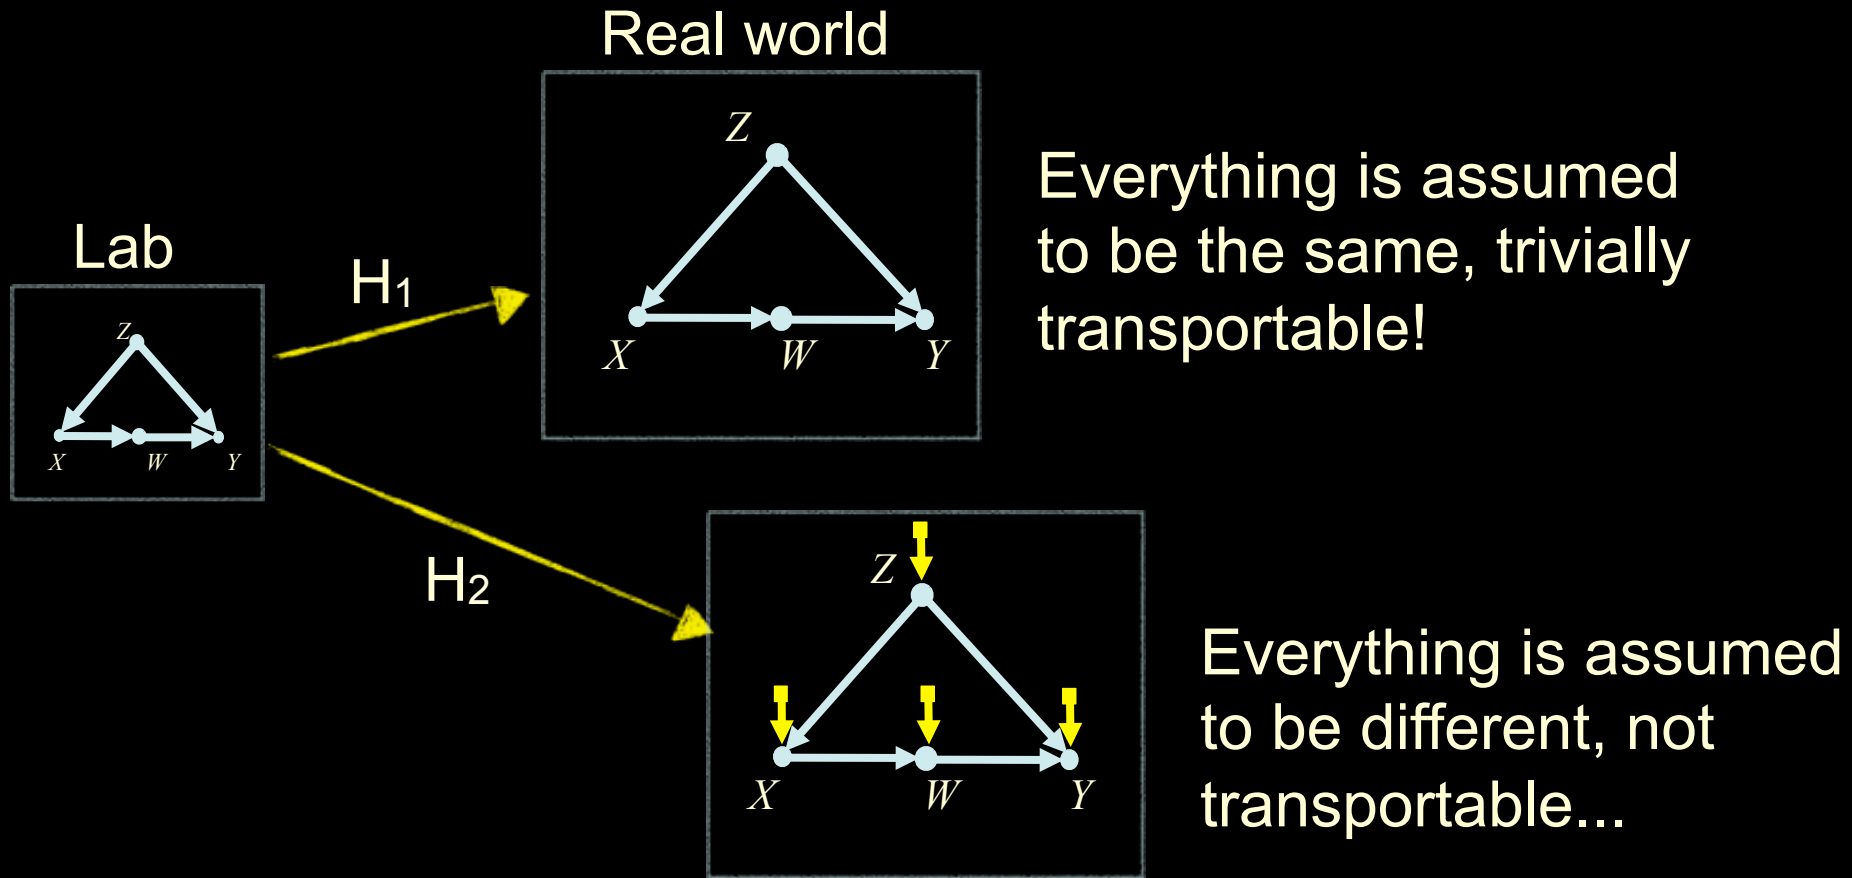 Real world
Z
X W Y
Everything is assumed
to be the same, trivially
transportable!
Lab
Z
X W Y
H₁
H₂
Z
X W Y
Everything is assumed
to be different, not
transportable...